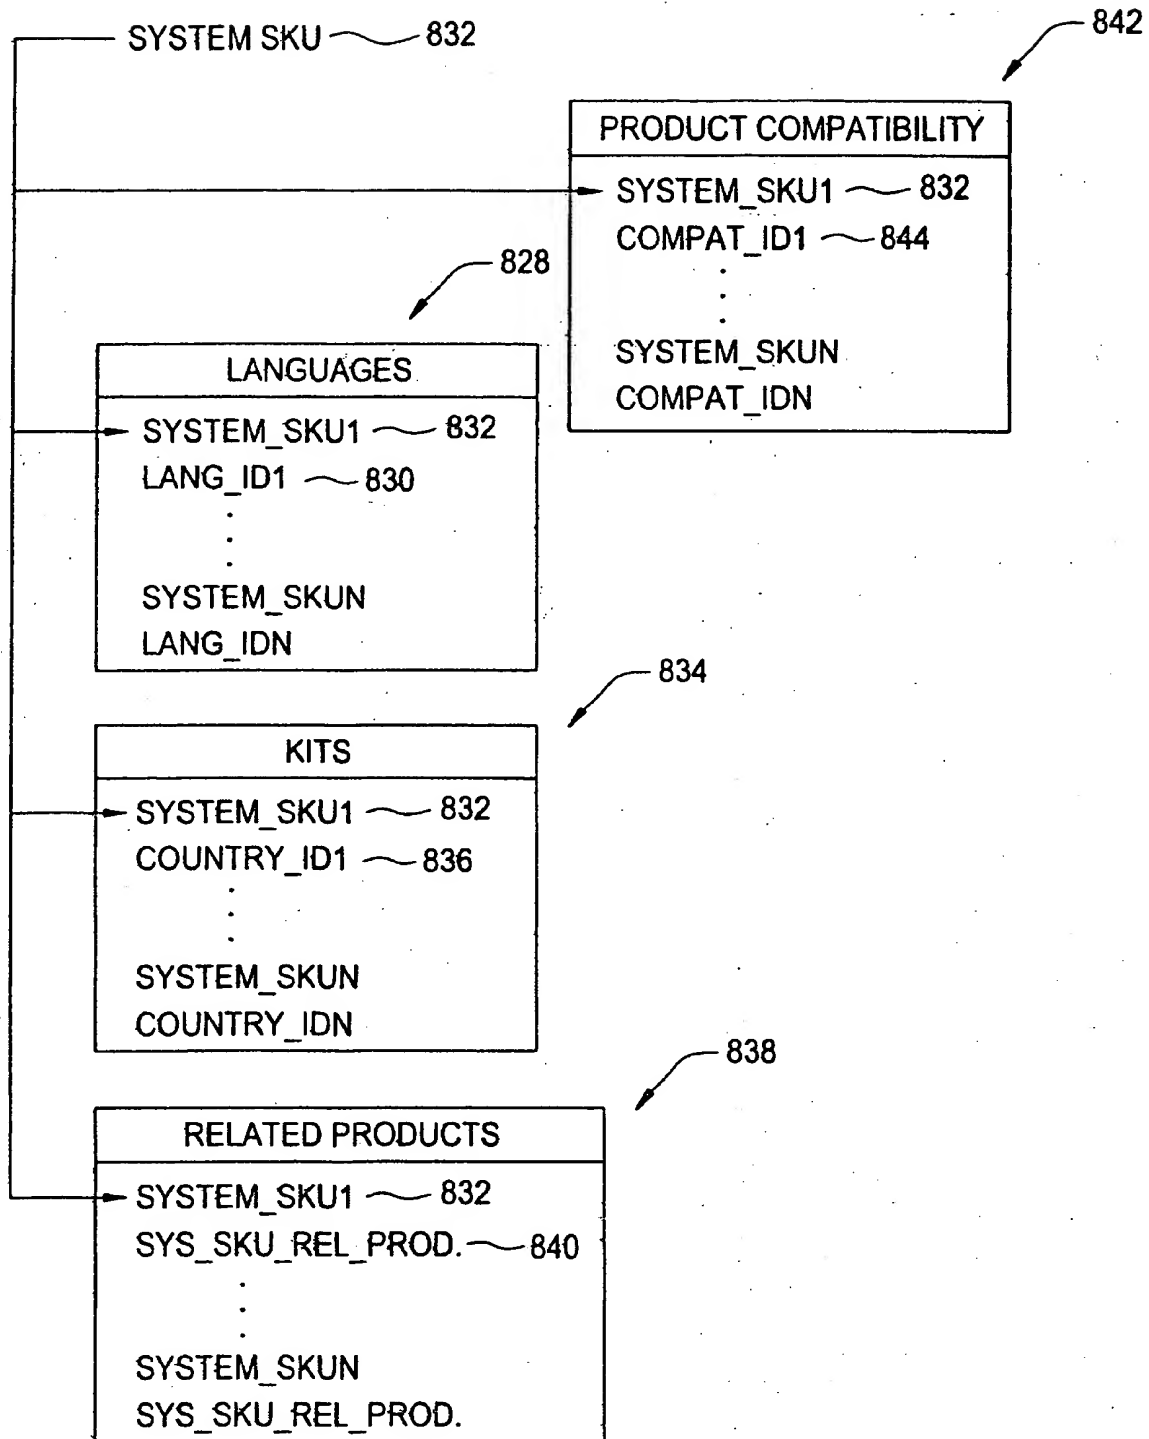 SYSTEM SKU 832
842
PRODUCT COMPATIBILITY
SYSTEM_SKU1 832
COMPAT_ID1 844
SYSTEM_SKUN
COMPAT_IDN
828
LANGUAGES
SYSTEM_SKU1 832
LANG_ID1 830
SYSTEM_SKUN
LANG_IDN
834
KITS
SYSTEM_SKU1 832
COUNTRY_ID1 836
SYSTEM_SKUN
COUNTRY_IDN
838
RELATED PRODUCTS
SYSTEM_SKU1 832
SYS_SKU_REL_PROD. 840
SYSTEM_SKUN
SYS_SKU_REL_PROD.